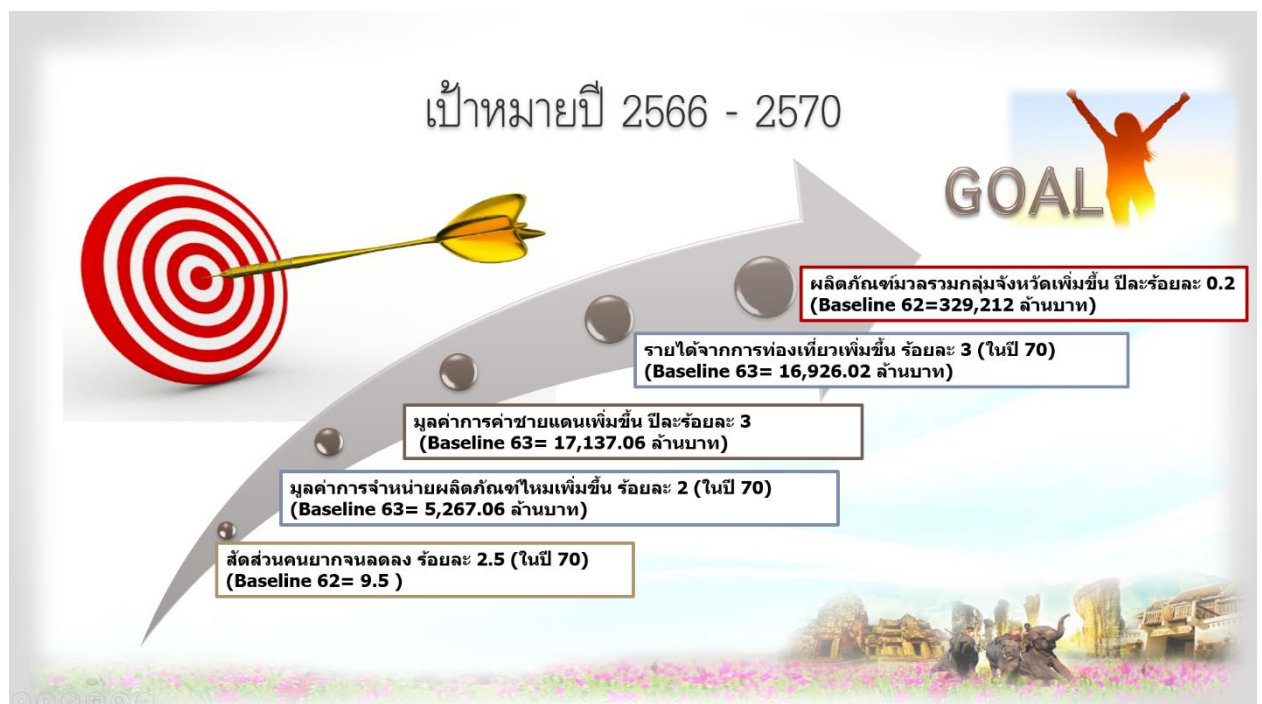 เป้าหมายปี 2566 - 2570
GOAL
ผลิตภัณฑ์มวลรวมกลุ่มจังหวัดเพิ่มขึ้น ปีละร้อยละ 0.2
(Baseline 62=329,212 ล้านบาท)
รายได้จากการท่องเที่ยวเพิ่มขึ้น ร้อยละ 3 (ในปี 70)
(Baseline 63= 16,926.02 ล้านบาท)
มูลค่าการค่าชายแดนเพิ่มขึ้น ปีละร้อยละ 3
(Baseline 63= 17,137.06 ล้านบาท)
มูลค่าการจำหน่ายผลิตภัณฑ์ไหมเพิ่มขึ้น ร้อยละ 2 (ในปี 70)
(Baseline 63= 5,267.06 ล้านบาท)
สัดส่วนคนยากจนลดลง ร้อยละ 2.5 (ในปี 70)
(Baseline 62= 9.5 )